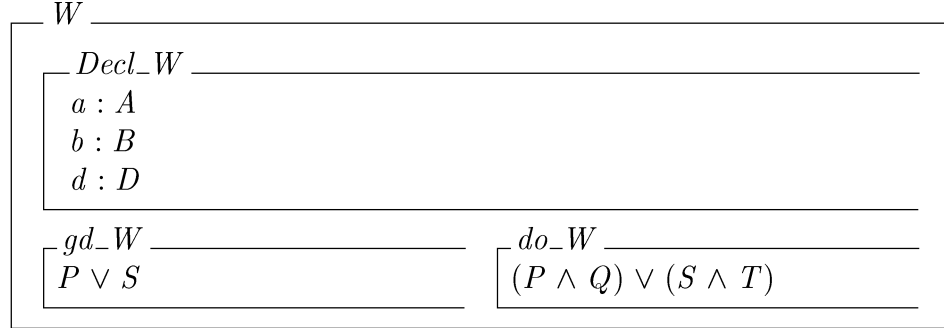 W
Decl_W
a : A
b : B
d : D
gd_W
P ∨ S
do_W
(P ∧ Q) ∨ (S ∧ T)